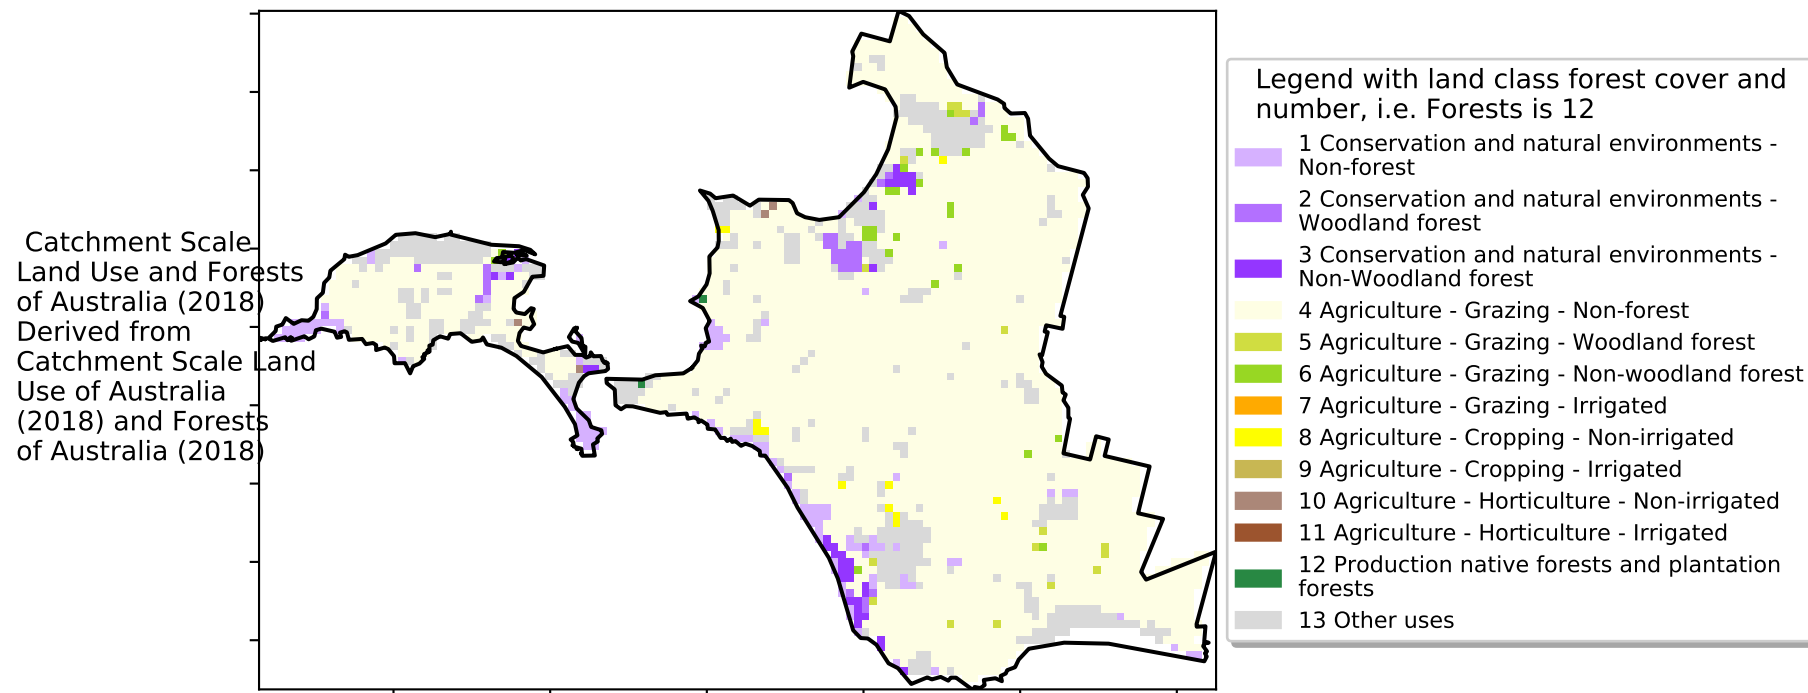 Catchment Scale
Land Use and Forests
of Australia (2018)
Derived from
Catchment Scale Land
Use of Australia
(2018) and Forests
of Australia (2018)
Legend with land class forest cover and
number, i.e. Forests is 12
1 Conservation and natural environments -
Non-forest
2 Conservation and natural environments -
Woodland forest
3 Conservation and natural environments -
Non-Woodland forest
4 Agriculture - Grazing - Non-forest
5 Agriculture - Grazing - Woodland forest
6 Agriculture - Grazing - Non-woodland forest
7 Agriculture - Grazing - Irrigated
8 Agriculture - Cropping - Non-irrigated
9 Agriculture - Cropping - Irrigated
10 Agriculture - Horticulture - Non-irrigated
11 Agriculture - Horticulture - Irrigated
12 Production native forests and plantation
forests
13 Other uses